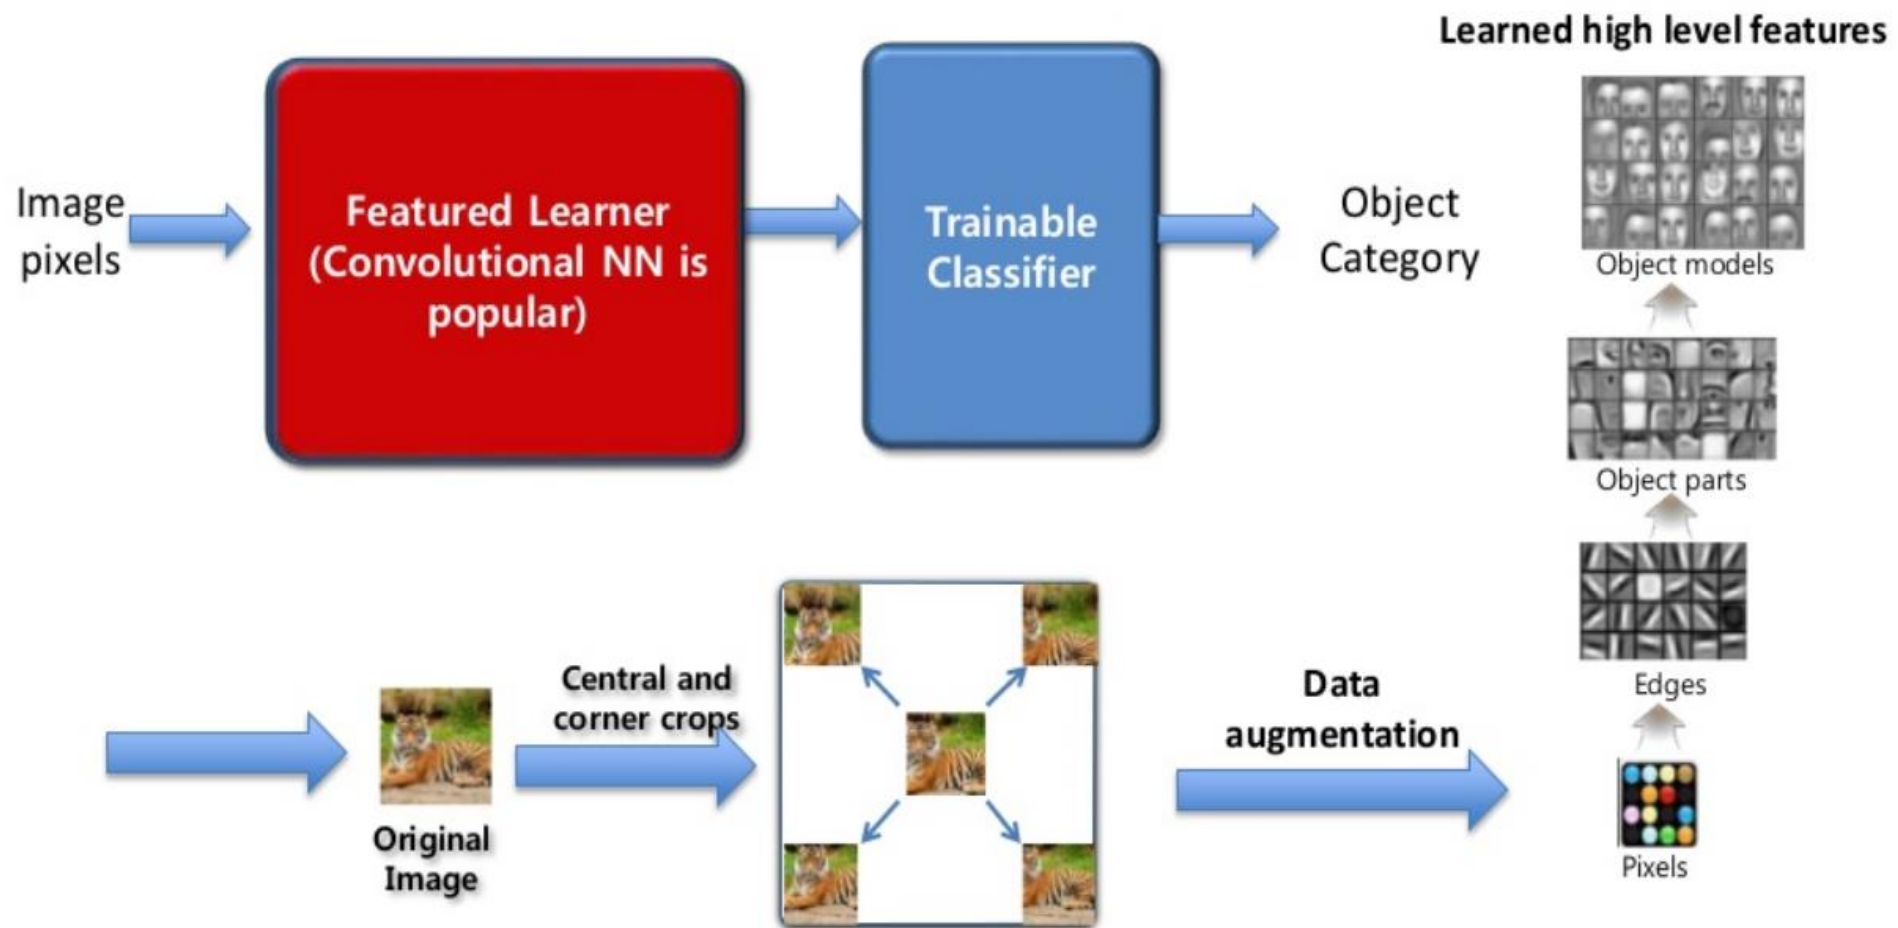 Learned high level features
Image
pixels
Featured Learner
(Convolutional NN is
popular)
Trainable
Classifier
Object
Category
Object models
Object parts
Edges
Pixels
Original
Image
Central and
corner crops
Data
augmentation